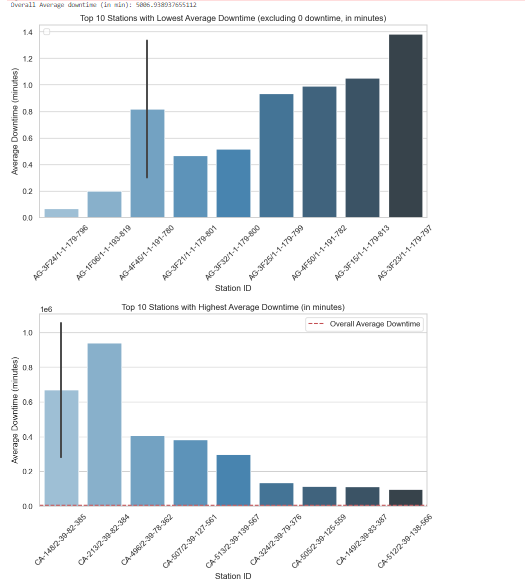 Overall Average downtime (in min): 5006.938937655112
Top 10 Stations with Lowest Average Downtime (excluding 0 downtime, in minutes)
Average Downtime (minutes)
1.4
1.2
1.0
0.8
0.6
0.4
0.2
0.0
AG-3F24/1-1-179-796
AG-1F06/1-1-193-819
AG-4F45/1-1-191-780
AG-3F21/1-1-179-801
AG-3F32/1-1-179-800
AG-3F25/1-1-179-799
AG-4F50/1-1-191-782
AG-3F15/1-1-179-813
AG-3F23/1-1-179-797
Station ID
Top 10 Stations with Highest Average Downtime (in minutes)
1e6
Overall Average Downtime
Average Downtime (minutes)
1.0
0.8
0.6
0.4
0.2
0.0
CA-148/2-39-82-385
CA-213/2-39-82-384
CA-496/2-39-78-362
CA-507/2-39-127-561
CA-513/2-39-139-567
CA-324/2-39-79-376
CA-505/2-39-125-559
CA-149/2-39-83-387
CA-512/2-39-138-566
Station ID